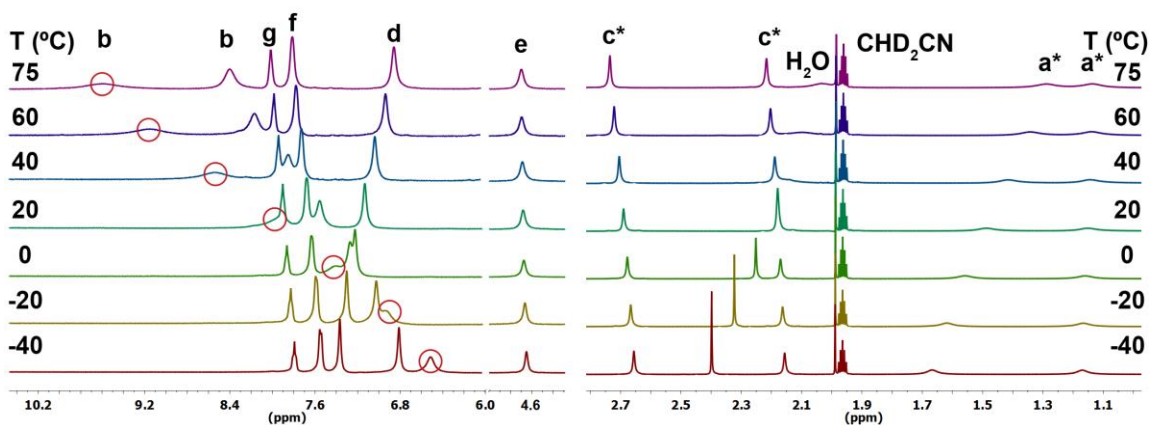 T (ºC) b b g f d e c* c* H₂O CHD₂CN a* a* T (ºC)
75 75
60 60
40 40
20 20
0 0
-20 -20
-40 -40
10.2 9.2 8.4 7.6 6.8 6.0 4.6 2.7 2.3 2.1 1.9 1.7 1.5 1.3 1.1
(ppm) (ppm)